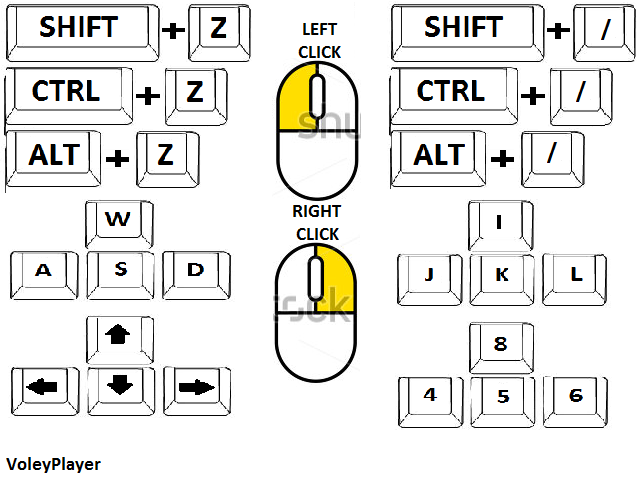 SHIFT + Z
CTRL + Z
ALT + Z
W
A S D
LEFT
CLICK
RIGHT
CLICK
SHIFT + /
CTRL + /
ALT + /
I
J K L
8
4 5 6
VoleyPlayer